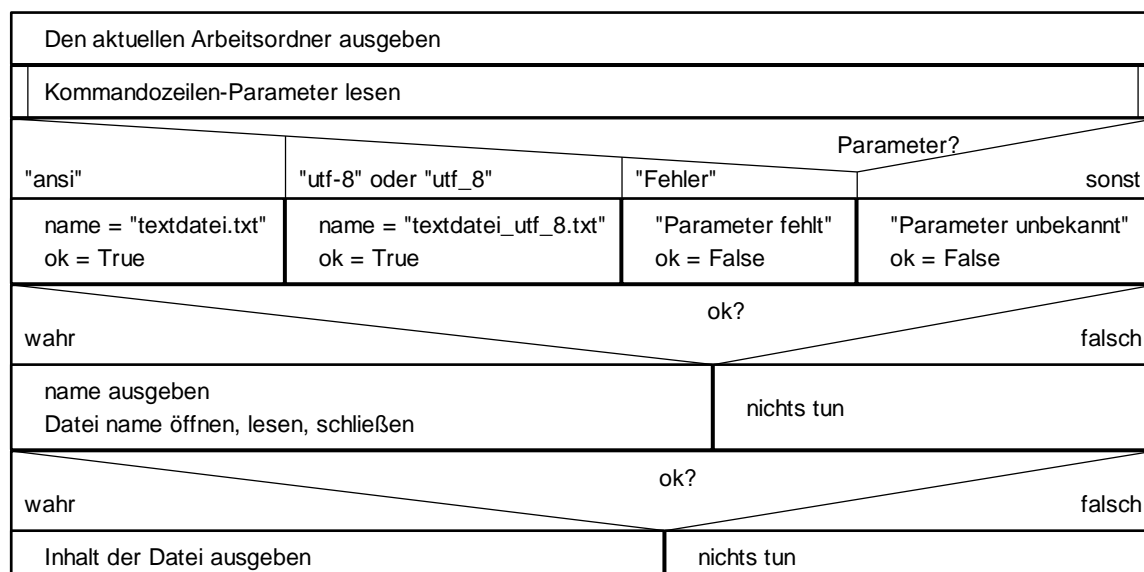 Den aktuellen Arbeitsordner ausgeben
Kommandozeilen-Parameter lesen
Parameter?
"ansi"
"utf-8" oder "utf_8"
"Fehler"
sonst
name = "textdatei.txt"
ok = True
name = "textdatei_utf_8.txt"
ok = True
"Parameter fehlt"
ok = False
"Parameter unbekannt"
ok = False
ok?
wahr
falsch
name ausgeben
Datei name öffnen, lesen, schließen
nichts tun
ok?
wahr
falsch
Inhalt der Datei ausgeben
nichts tun